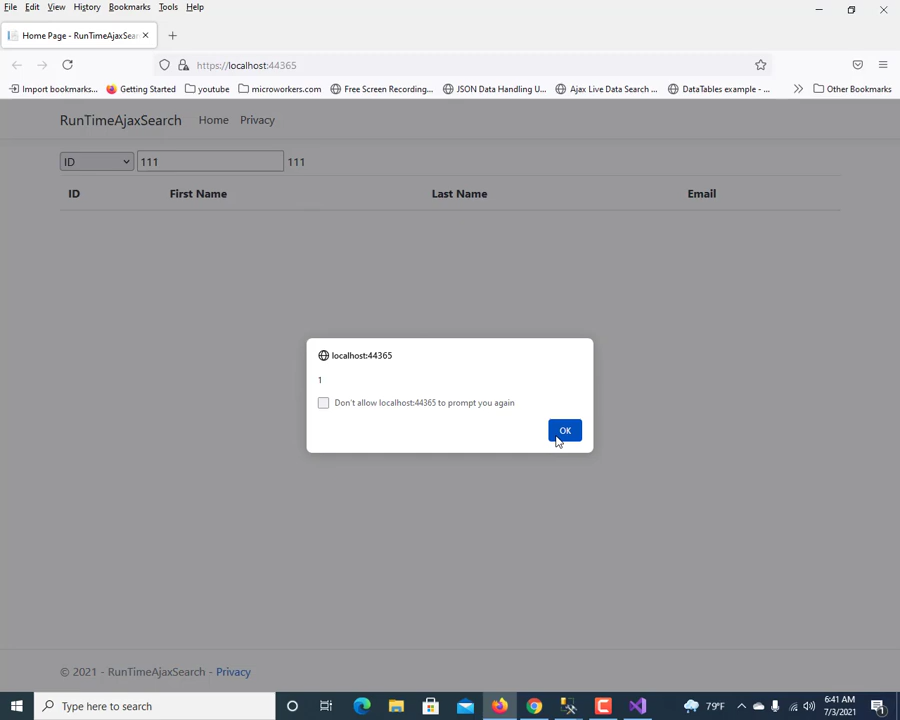 File Edit View History Bookmarks Tools Help
Home Page - RunTimeAjaxSear
https://localhost:44365
Import bookmarks... Getting Started youtube microworkers.com Free Screen Recording... JSON Data Handling U... Ajax Live Data Search ... DataTables example - ... Other Bookmarks
RunTimeAjaxSearch Home Privacy
ID 111 111
ID First Name Last Name Email
localhost:44365
1
Don't allow localhost:44365 to prompt you again
OK
© 2021 - RunTimeAjaxSearch - Privacy
Type here to search 79°F 6:41 AM
7/3/2021 1